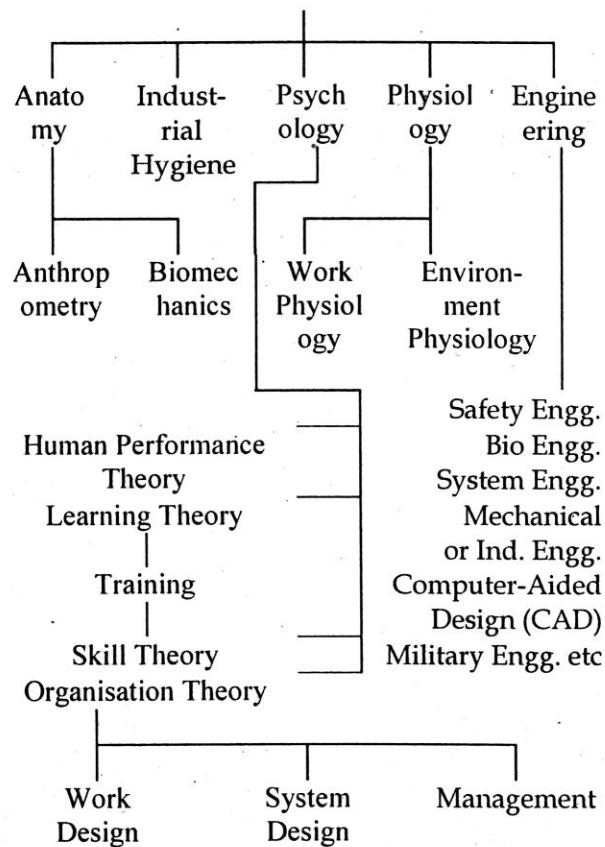 Anato
my
Indust-
rial
Hygiene
Psych
ology
Physiol
ogy
Engine
ering
Anthrop
ometry
Biomec
hanics
Work
Physiol
ogy
Environ-
ment
Physiology
Human Performance
Theory
Learning Theory
Training
Skill Theory
Organisation Theory
Safety Engg.
Bio Engg.
System Engg.
Mechanical
or Ind. Engg.
Computer-Aided
Design (CAD)
Military Engg. etc
Work
Design
System
Design
Management